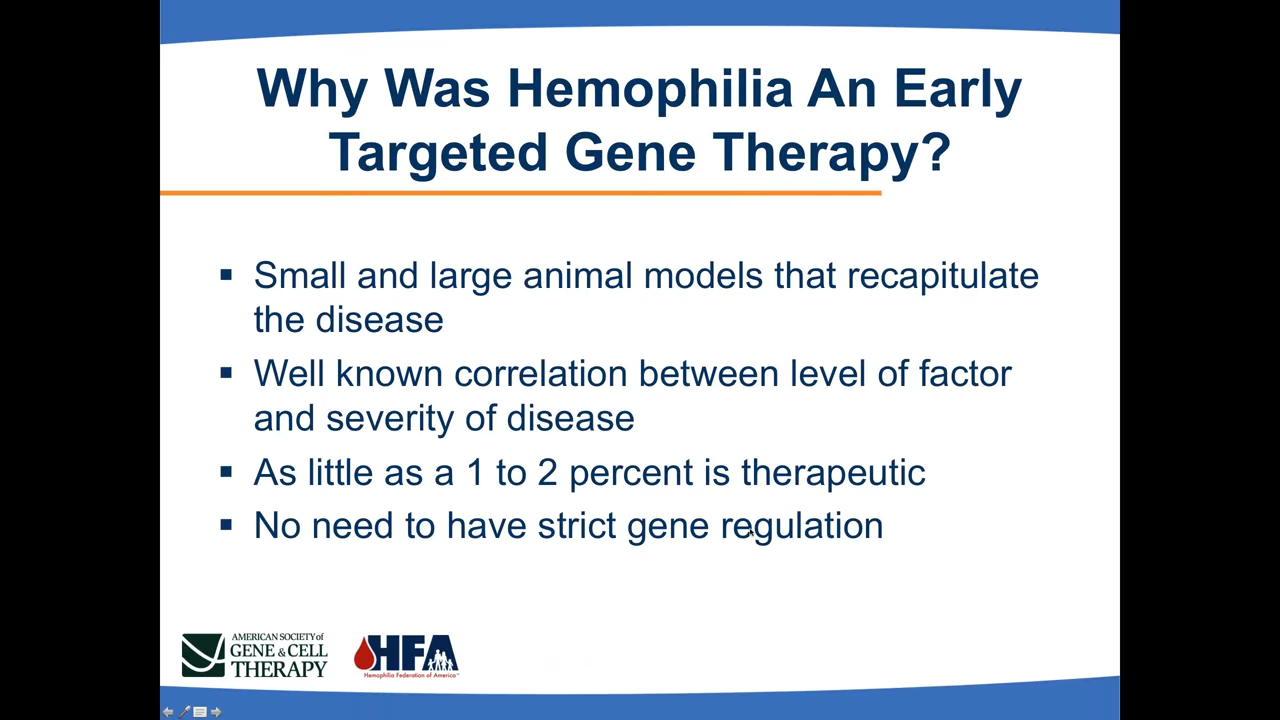 Why Was Hemophilia An Early
Targeted Gene Therapy?
▪ Small and large animal models that recapitulate
the disease
▪ Well known correlation between level of factor
and severity of disease
▪ As little as a 1 to 2 percent is therapeutic
▪ No need to have strict gene regulation
AMERICAN SOCIETY of
GENE & CELL
THERAPY
HFA
Hemophilia Federation of America